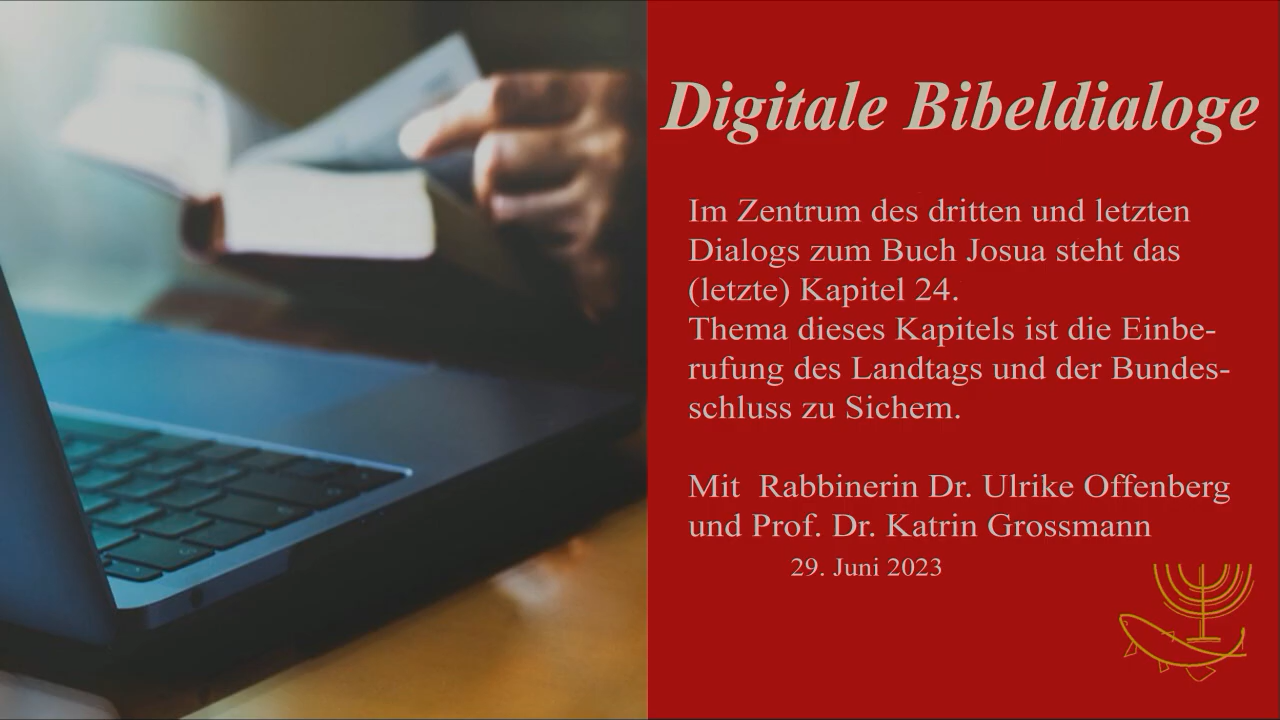 Digitale Bibeldialoge
Im Zentrum des dritten und letzten
Dialogs zum Buch Josua steht das
(letzte) Kapitel 24.
Thema dieses Kapitels ist die Einbe-
rufung des Landtags und der Bundes-
schluss zu Sichem.
Mit Rabbinerin Dr. Ulrike Offenberg
und Prof. Dr. Katrin Grossmann
29. Juni 2023